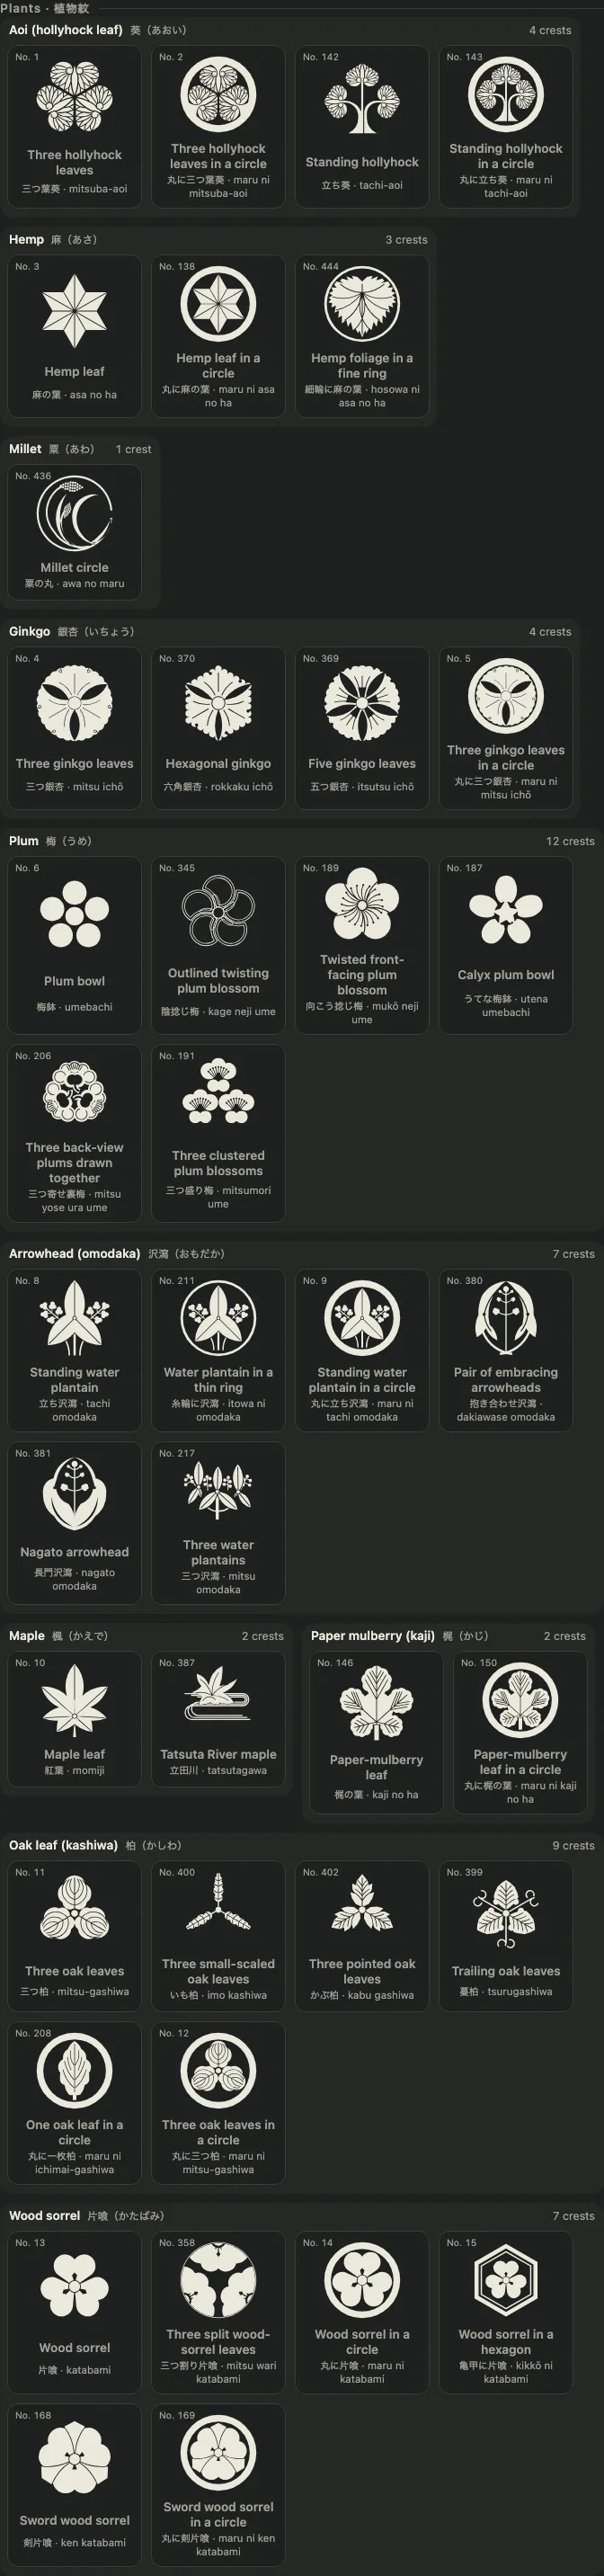 Plants · 植物紋
Aoi (hollyhock leaf) 葵（あおい） 4 crests
No. 1
Three hollyhock
leaves
三つ葉葵 · mitsuba-aoi
No. 2
Three hollyhock
leaves in a circle
丸に三つ葉葵 · maru ni
mitsuba-aoi
No. 142
Standing hollyhock
立ち葵 · tachi-aoi
No. 143
Standing hollyhock
in a circle
丸に立ち葵 · maru ni
tachi-aoi
Hemp 麻（あさ） 3 crests
No. 3
Hemp leaf
麻の葉 · asa no ha
No. 138
Hemp leaf in a
circle
丸に麻の葉 · maru ni asa
no ha
No. 444
Hemp foliage in a
fine ring
細輪に麻の葉 · hosowa ni
asa no ha
Millet 粟（あわ） 1 crest
No. 436
Millet circle
粟の丸 · awa no maru
Ginkgo 銀杏（いちょう） 4 crests
No. 4
Three ginkgo leaves
三つ銀杏 · mitsu ichō
No. 370
Hexagonal ginkgo
六角銀杏 · rokkaku ichō
No. 369
Five ginkgo leaves
五つ銀杏 · itsutsu ichō
No. 5
Three ginkgo leaves
in a circle
丸に三つ銀杏 · maru ni
mitsu ichō
Plum 梅（うめ） 12 crests
No. 6
Plum bowl
梅鉢 · umebachi
No. 345
Outlined twisting
plum blossom
陰捻じ梅 · kage neji ume
No. 189
Twisted front-
facing plum
blossom
向こう捻じ梅 · mukō neji
ume
No. 187
Calyx plum bowl
うてな梅鉢 · utena
umebachi
No. 206
Three back-view
plums drawn
together
三つ寄せ裏梅 · mitsu
yose ura ume
No. 191
Three clustered
plum blossoms
三つ盛り梅 · mitsumori
ume
Arrowhead (omodaka) 沢瀉（おもだか） 7 crests
No. 8
Standing water
plantain
立ち沢瀉 · tachi
omodaka
No. 211
Water plantain in a
thin ring
糸輪に沢瀉 · itowa ni
omodaka
No. 9
Standing water
plantain in a circle
丸に立ち沢瀉 · maru ni
tachi omodaka
No. 380
Pair of embracing
arrowheads
抱き合わせ沢瀉 ·
dakiawase omodaka
No. 381
Nagato arrowhead
長門沢瀉 · nagato
omodaka
No. 217
Three water
plantains
三つ沢瀉 · mitsu
omodaka
Maple 楓（かえで） 2 crests
No. 10
Maple leaf
紅葉 · momiji
No. 387
Tatsuta River maple
立田川 · tatsutagawa
Paper mulberry (kaji) 梶（かじ） 2 crests
No. 146
Paper-mulberry
leaf
梶の葉 · kaji no ha
No. 150
Paper-mulberry
leaf in a circle
丸に梶の葉 · maru ni kaji
no ha
Oak leaf (kashiwa) 柏（かしわ） 9 crests
No. 11
Three oak leaves
三つ柏 · mitsu-gashiwa
No. 400
Three small-scaled
oak leaves
いも柏 · imo kashiwa
No. 402
Three pointed oak
leaves
かぶ柏 · kabu gashiwa
No. 399
Trailing oak leaves
蔓柏 · tsurugashiwa
No. 208
One oak leaf in a
circle
丸に一枚柏 · maru ni
ichimai-gashiwa
No. 12
Three oak leaves in
a circle
丸に三つ柏 · maru ni
mitsu-gashiwa
Wood sorrel 片喰（かたばみ） 7 crests
No. 13
Wood sorrel
片喰 · katabami
No. 358
Three split wood-
sorrel leaves
三つ割り片喰 · mitsu wari
katabami
No. 14
Wood sorrel in a
circle
丸に片喰 · maru ni
katabami
No. 15
Wood sorrel in a
hexagon
亀甲に片喰 · kikkō ni
katabami
No. 168
Sword wood sorrel
剣片喰 · ken katabami
No. 169
Sword wood sorrel
in a circle
丸に剣片喰 · maru ni ken
katabami